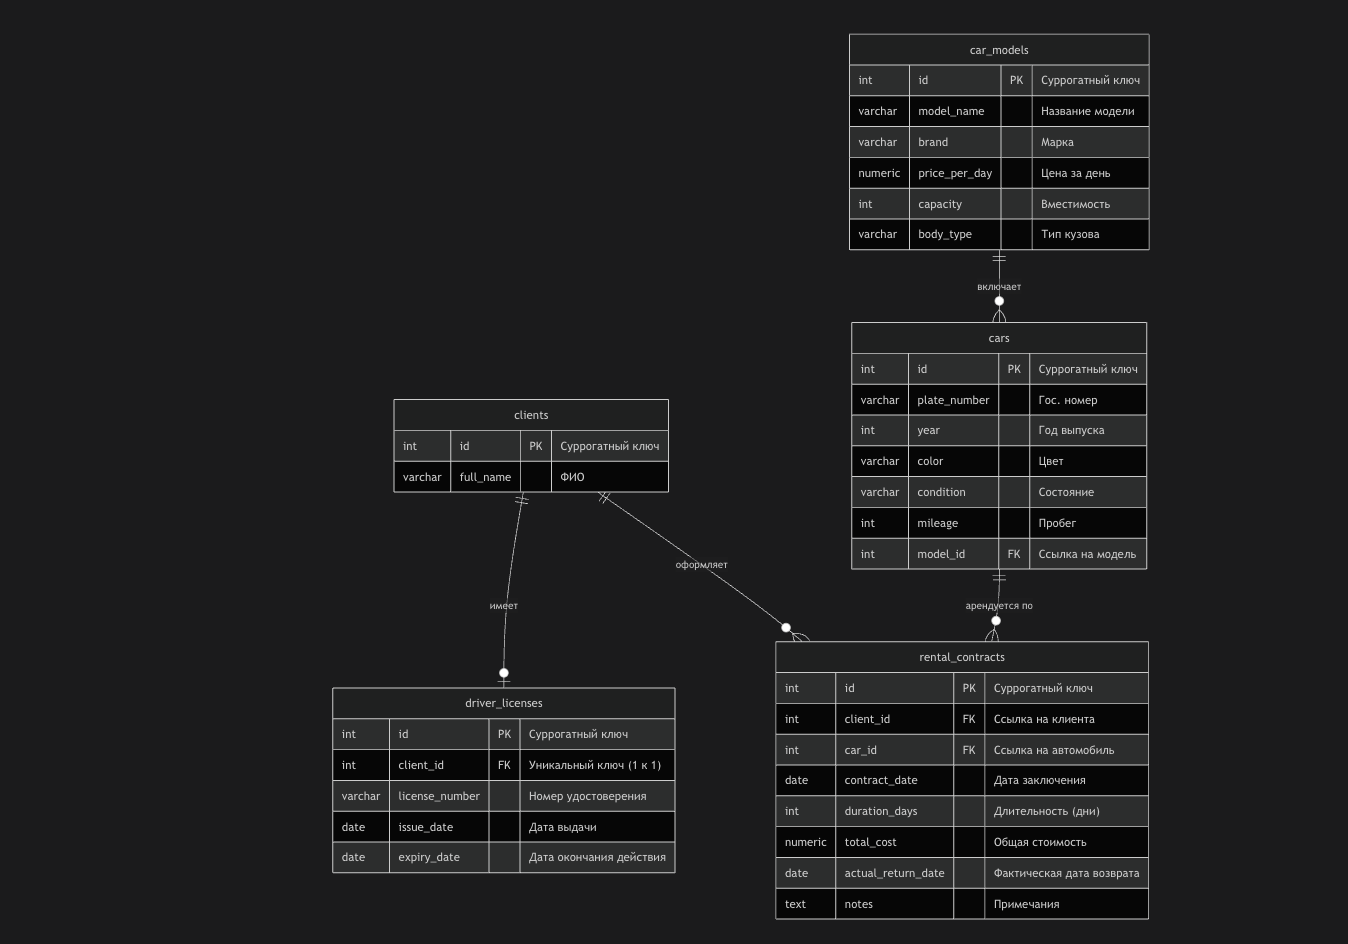 car_models
int id PK Суррогатный ключ
varchar model_name Название модели
varchar brand Марка
numeric price_per_day Цена за день
int capacity Вместимость
varchar body_type Тип кузова
включает
cars
int id PK Суррогатный ключ
varchar plate_number Гос. номер
int year Год выпуска
varchar color Цвет
varchar condition Состояние
int mileage Пробег
int model_id FK Ссылка на модель
clients
int id PK Суррогатный ключ
varchar full_name ФИО
оформляет
имеет
арендуется по
driver_licenses
int id PK Суррогатный ключ
int client_id FK Уникальный ключ (1 к 1)
varchar license_number Номер удостоверения
date issue_date Дата выдачи
date expiry_date Дата окончания действия
rental_contracts
int id PK Суррогатный ключ
int client_id FK Ссылка на клиента
int car_id FK Ссылка на автомобиль
date contract_date Дата заключения
int duration_days Длительность (дни)
numeric total_cost Общая стоимость
date actual_return_date Фактическая дата возврата
text notes Примечания